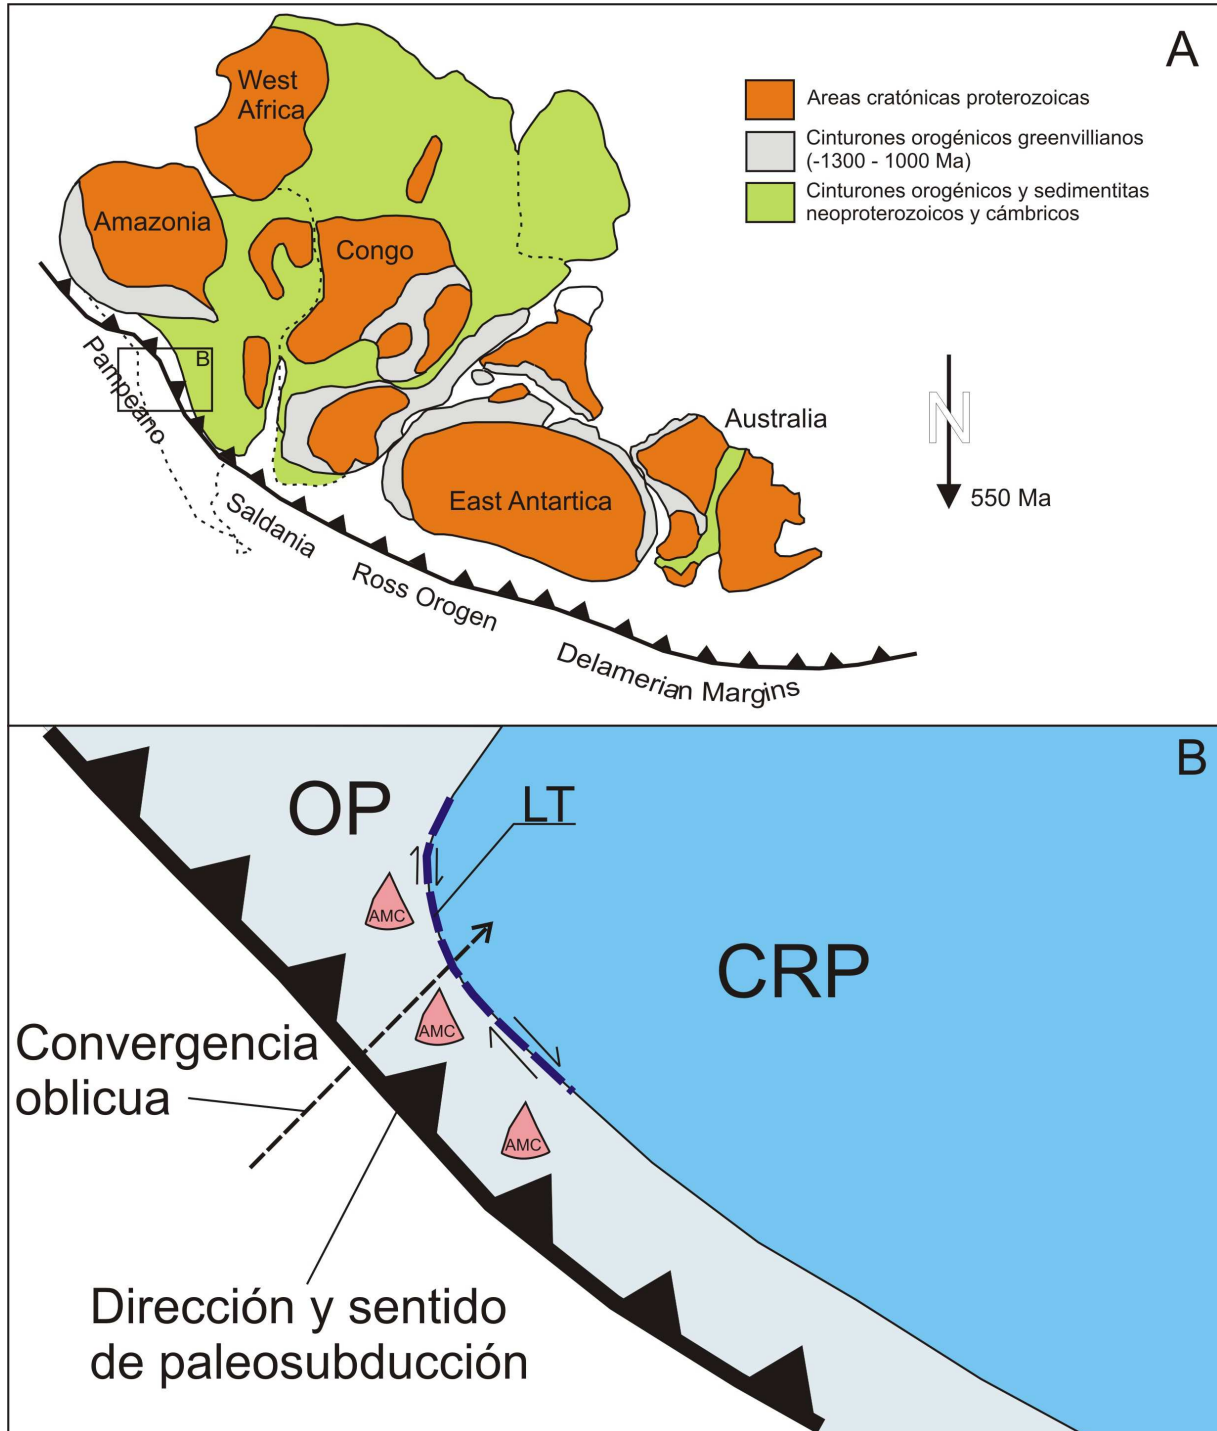 A
West
Africa
Areas cratónicas proterozoicas
Cinturones orogénicos greenvillianos
(-1300 - 1000 Ma)
Cinturones orogénicos y sedimentitas
neoproterozoicos y cámbricos
Amazonia
Congo
B
Pampeano
Australia
N
550 Ma
East Antartica
Saldania
Ross Orogen
Delamerian Margins
B
OP
LT
AMC
CRP
AMC
Convergencia
oblicua
AMC
Dirección y sentido
de paleosubducción